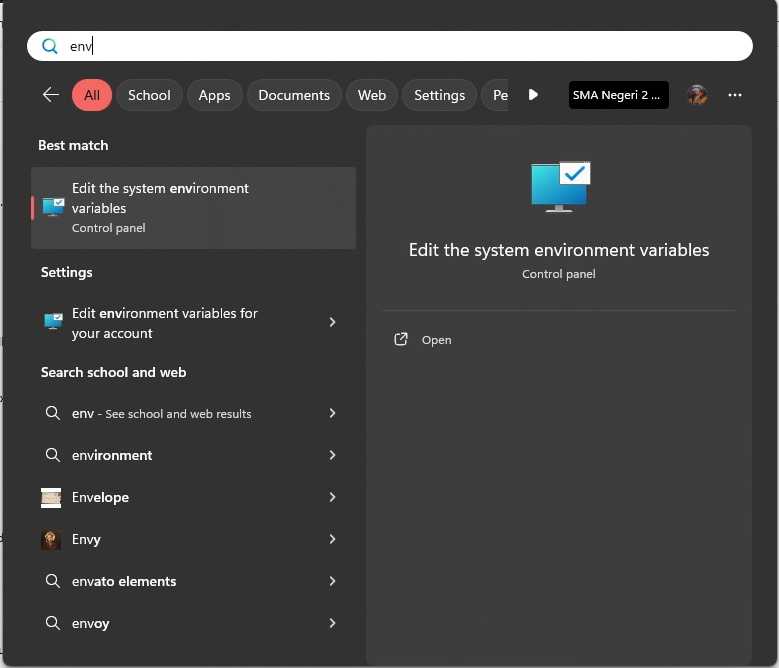 env
All
School
Apps
Documents
Web
Settings
Pe
SMA Negeri 2 ...
Best match
Edit the system environment
variables
Control panel
Settings
Edit environment variables for
your account
Search school and web
env - See school and web results
environment
Envelope
Envy
envato elements
envoy
Edit the system environment variables
Control panel
Open